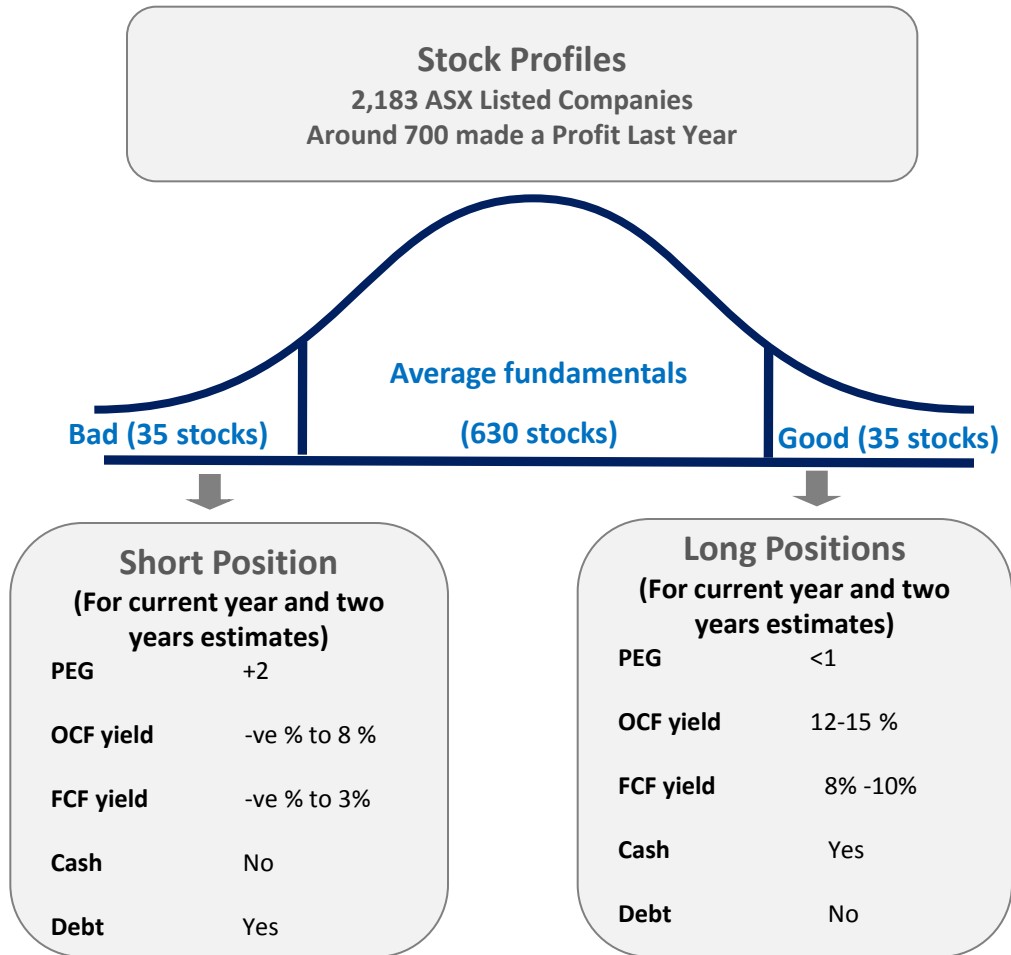 Stock Profiles
2,183 ASX Listed Companies
Around 700 made a Profit Last Year
Average fundamentals
Bad (35 stocks)
(630 stocks)
Good (35 stocks)
Short Position
(For current year and two
years estimates)
PEG +2
OCF yield -ve % to 8 %
FCF yield -ve % to 3%
Cash No
Debt Yes
Long Positions
(For current year and two
years estimates)
PEG <1
OCF yield 12-15 %
FCF yield 8% -10%
Cash Yes
Debt No